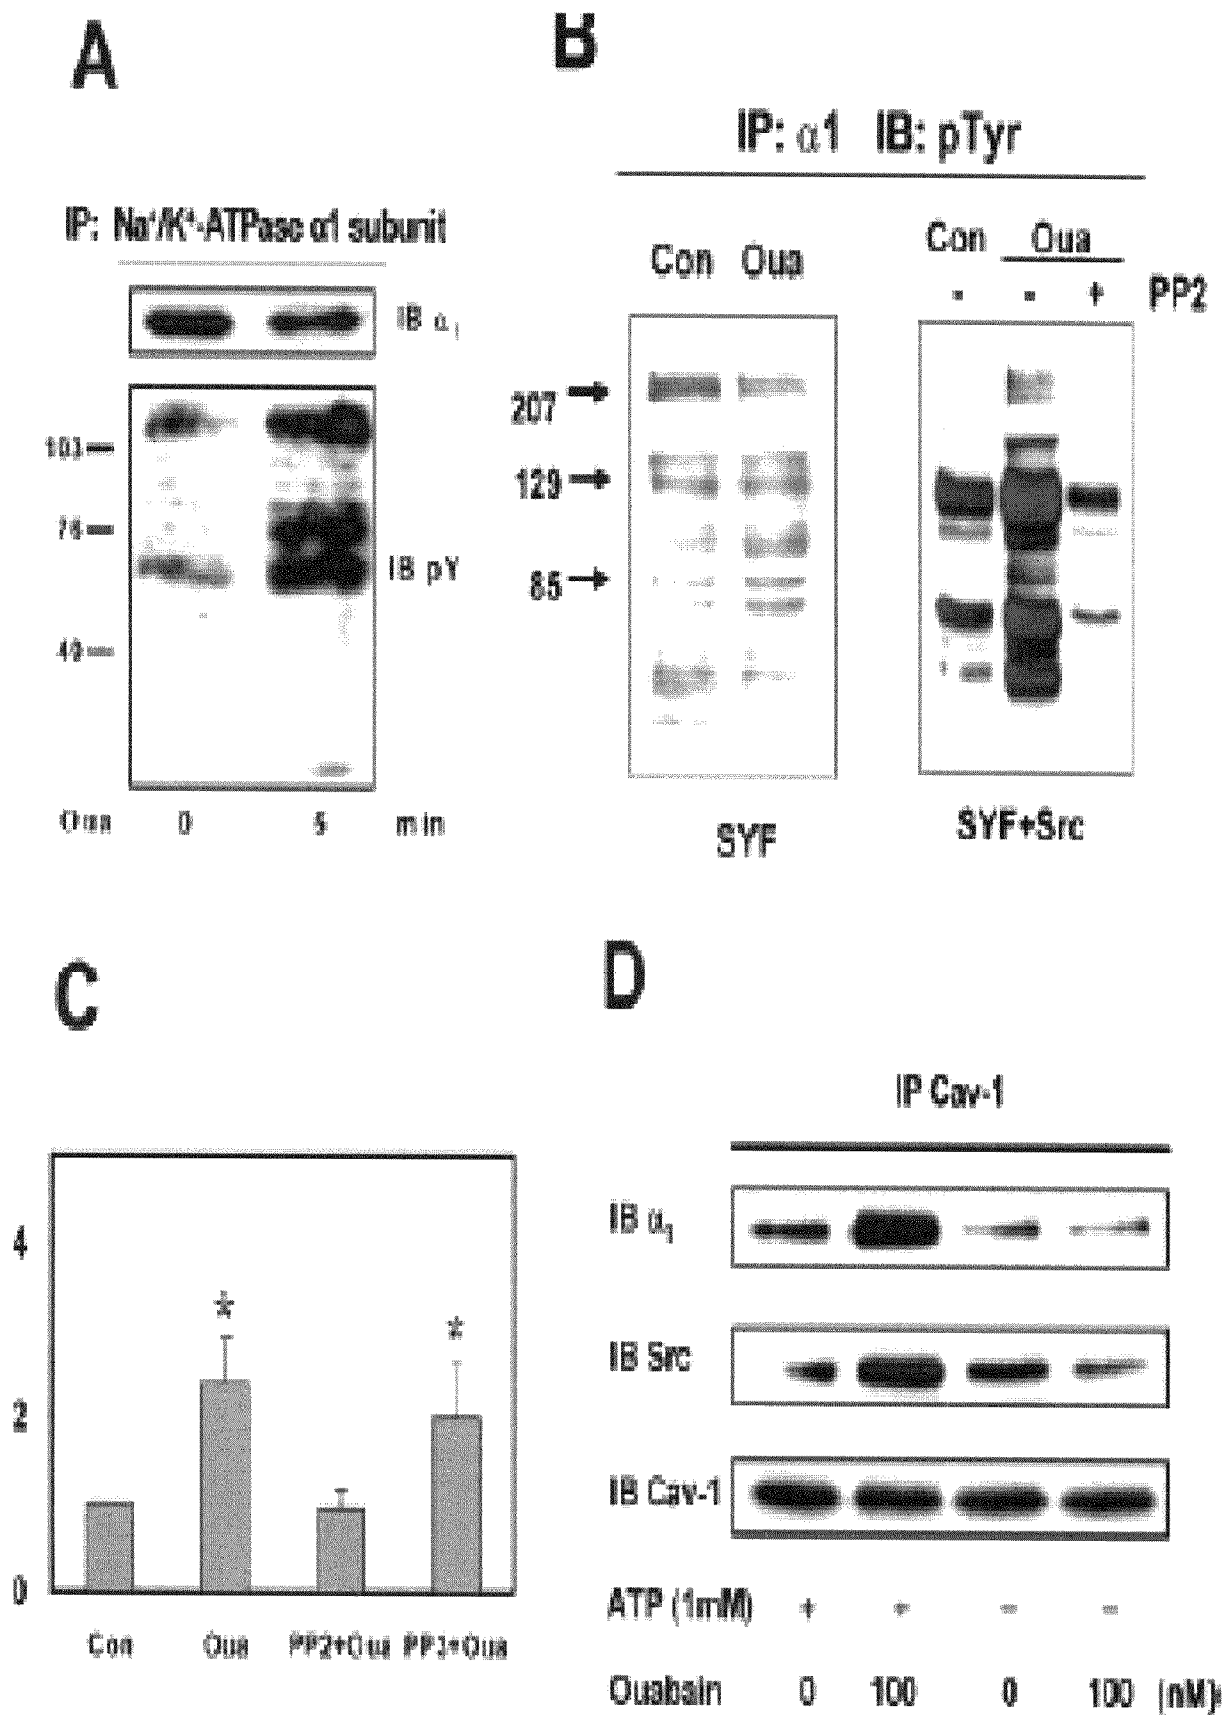 A
IP: Na⁺/K⁺-ATPase α1 subunit
IB α1
103
76
IB pY
49
Oua 0 5 min
B
IP: α1 IB: pTyr
Con Oua
Con Oua
- - + PP2
207
129
85
SYF
SYF+Src
C
4
2
0
Con Oua PP2+Oua PP3+Oua
D
IP Cav-1
IB α1
IB Src
IB Cav-1
ATP (1mM) + + - -
Ouabain 0 100 0 100 (nM)